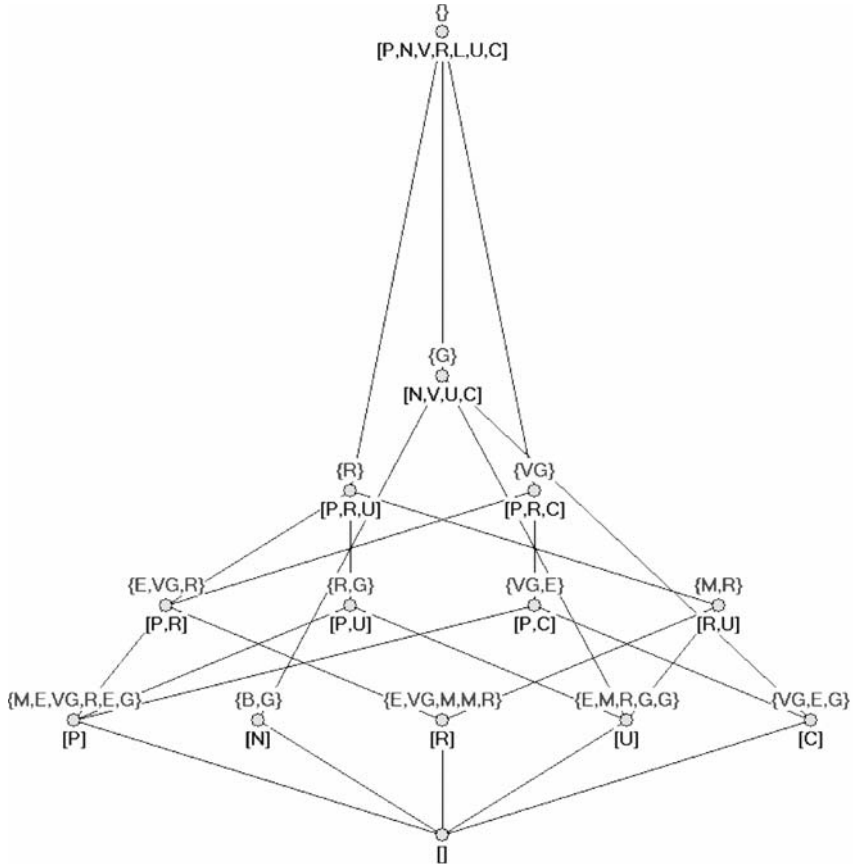 {}
[P,N,V,R,L,U,C]
{G}
[N,V,U,C]
{R} {VG}
[P,R,U] [P,R,C]
{E,VG,R} {R,G} {VG,E} {M,R}
[P,R] [P,U] [P,C] [R,U]
{M,E,VG,R,E,G} {B,G} {E,VG,M,M,R} {E,M,R,G,G} {VG,E,G}
[P] [N] [R] [U] [C]
[]